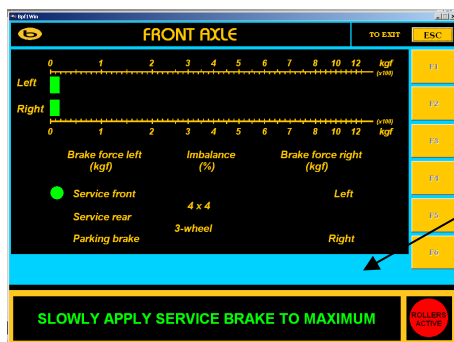 Bpf1Win
FRONT AXLE
TO EXIT
ESC
0 1 2 3 4 5 6 7 8 10 12 kgf
(x100)
Left
Right
(x100)
0 1 2 3 4 5 6 7 8 10 12 kgf
Brake force left Imbalance Brake force right
(kgf) (%) (kgf)
Service front Left
4 x 4
Service rear
3-wheel
Parking brake Right
F1
F2
F3
F4
F5
F6
SLOWLY APPLY SERVICE BRAKE TO MAXIMUM
ROLLERS
ACTIVE